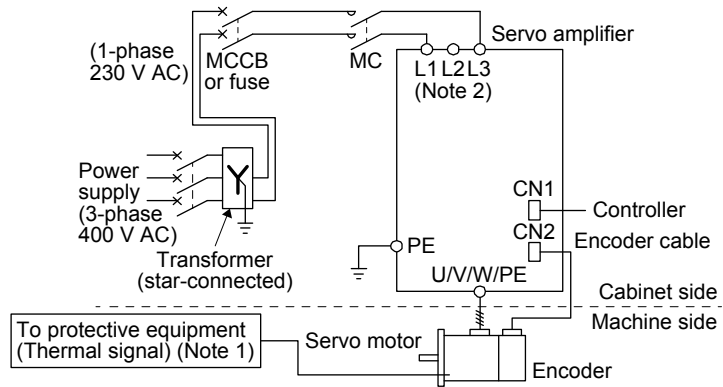 (1-phase
230 V AC)
MCCB
or fuse
MC
Servo amplifier
L1 L2 L3
(Note 2)
Power
supply
(3-phase
400 V AC)
Transformer
(star-connected)
CN1
Controller
CN2
Encoder cable
PE
U/V/W/PE
Cabinet side
Machine side
To protective equipment
(Thermal signal) (Note 1)
Servo motor
Encoder